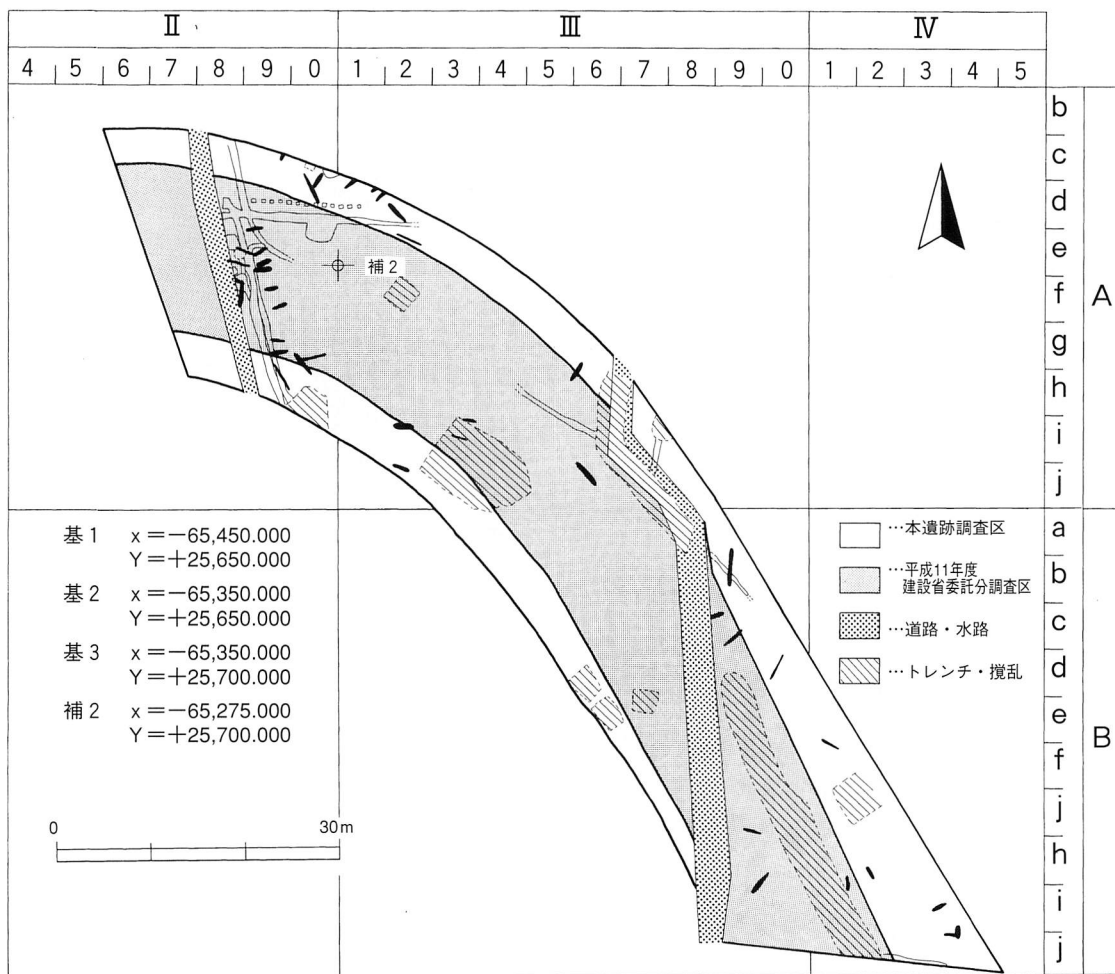 II III IV
4 5 6 7 8 9 0 1 2 3 4 5 6 7 8 9 0 1 2 3 4 5
b
c
d
e
f
g
h
i
j
A
補2
a
b
c
d
e
f
j
h
i
j
B
基1 x=-65,450.000
Y=+25,650.000
基2 x=-65,350.000
Y=+25,650.000
基3 x=-65,350.000
Y=+25,700.000
補2 x=-65,275.000
Y=+25,700.000
0 30m
…本遺跡調査区
…平成11年度
建設省委託分調査区
…道路・水路
…トレンチ・撹乱